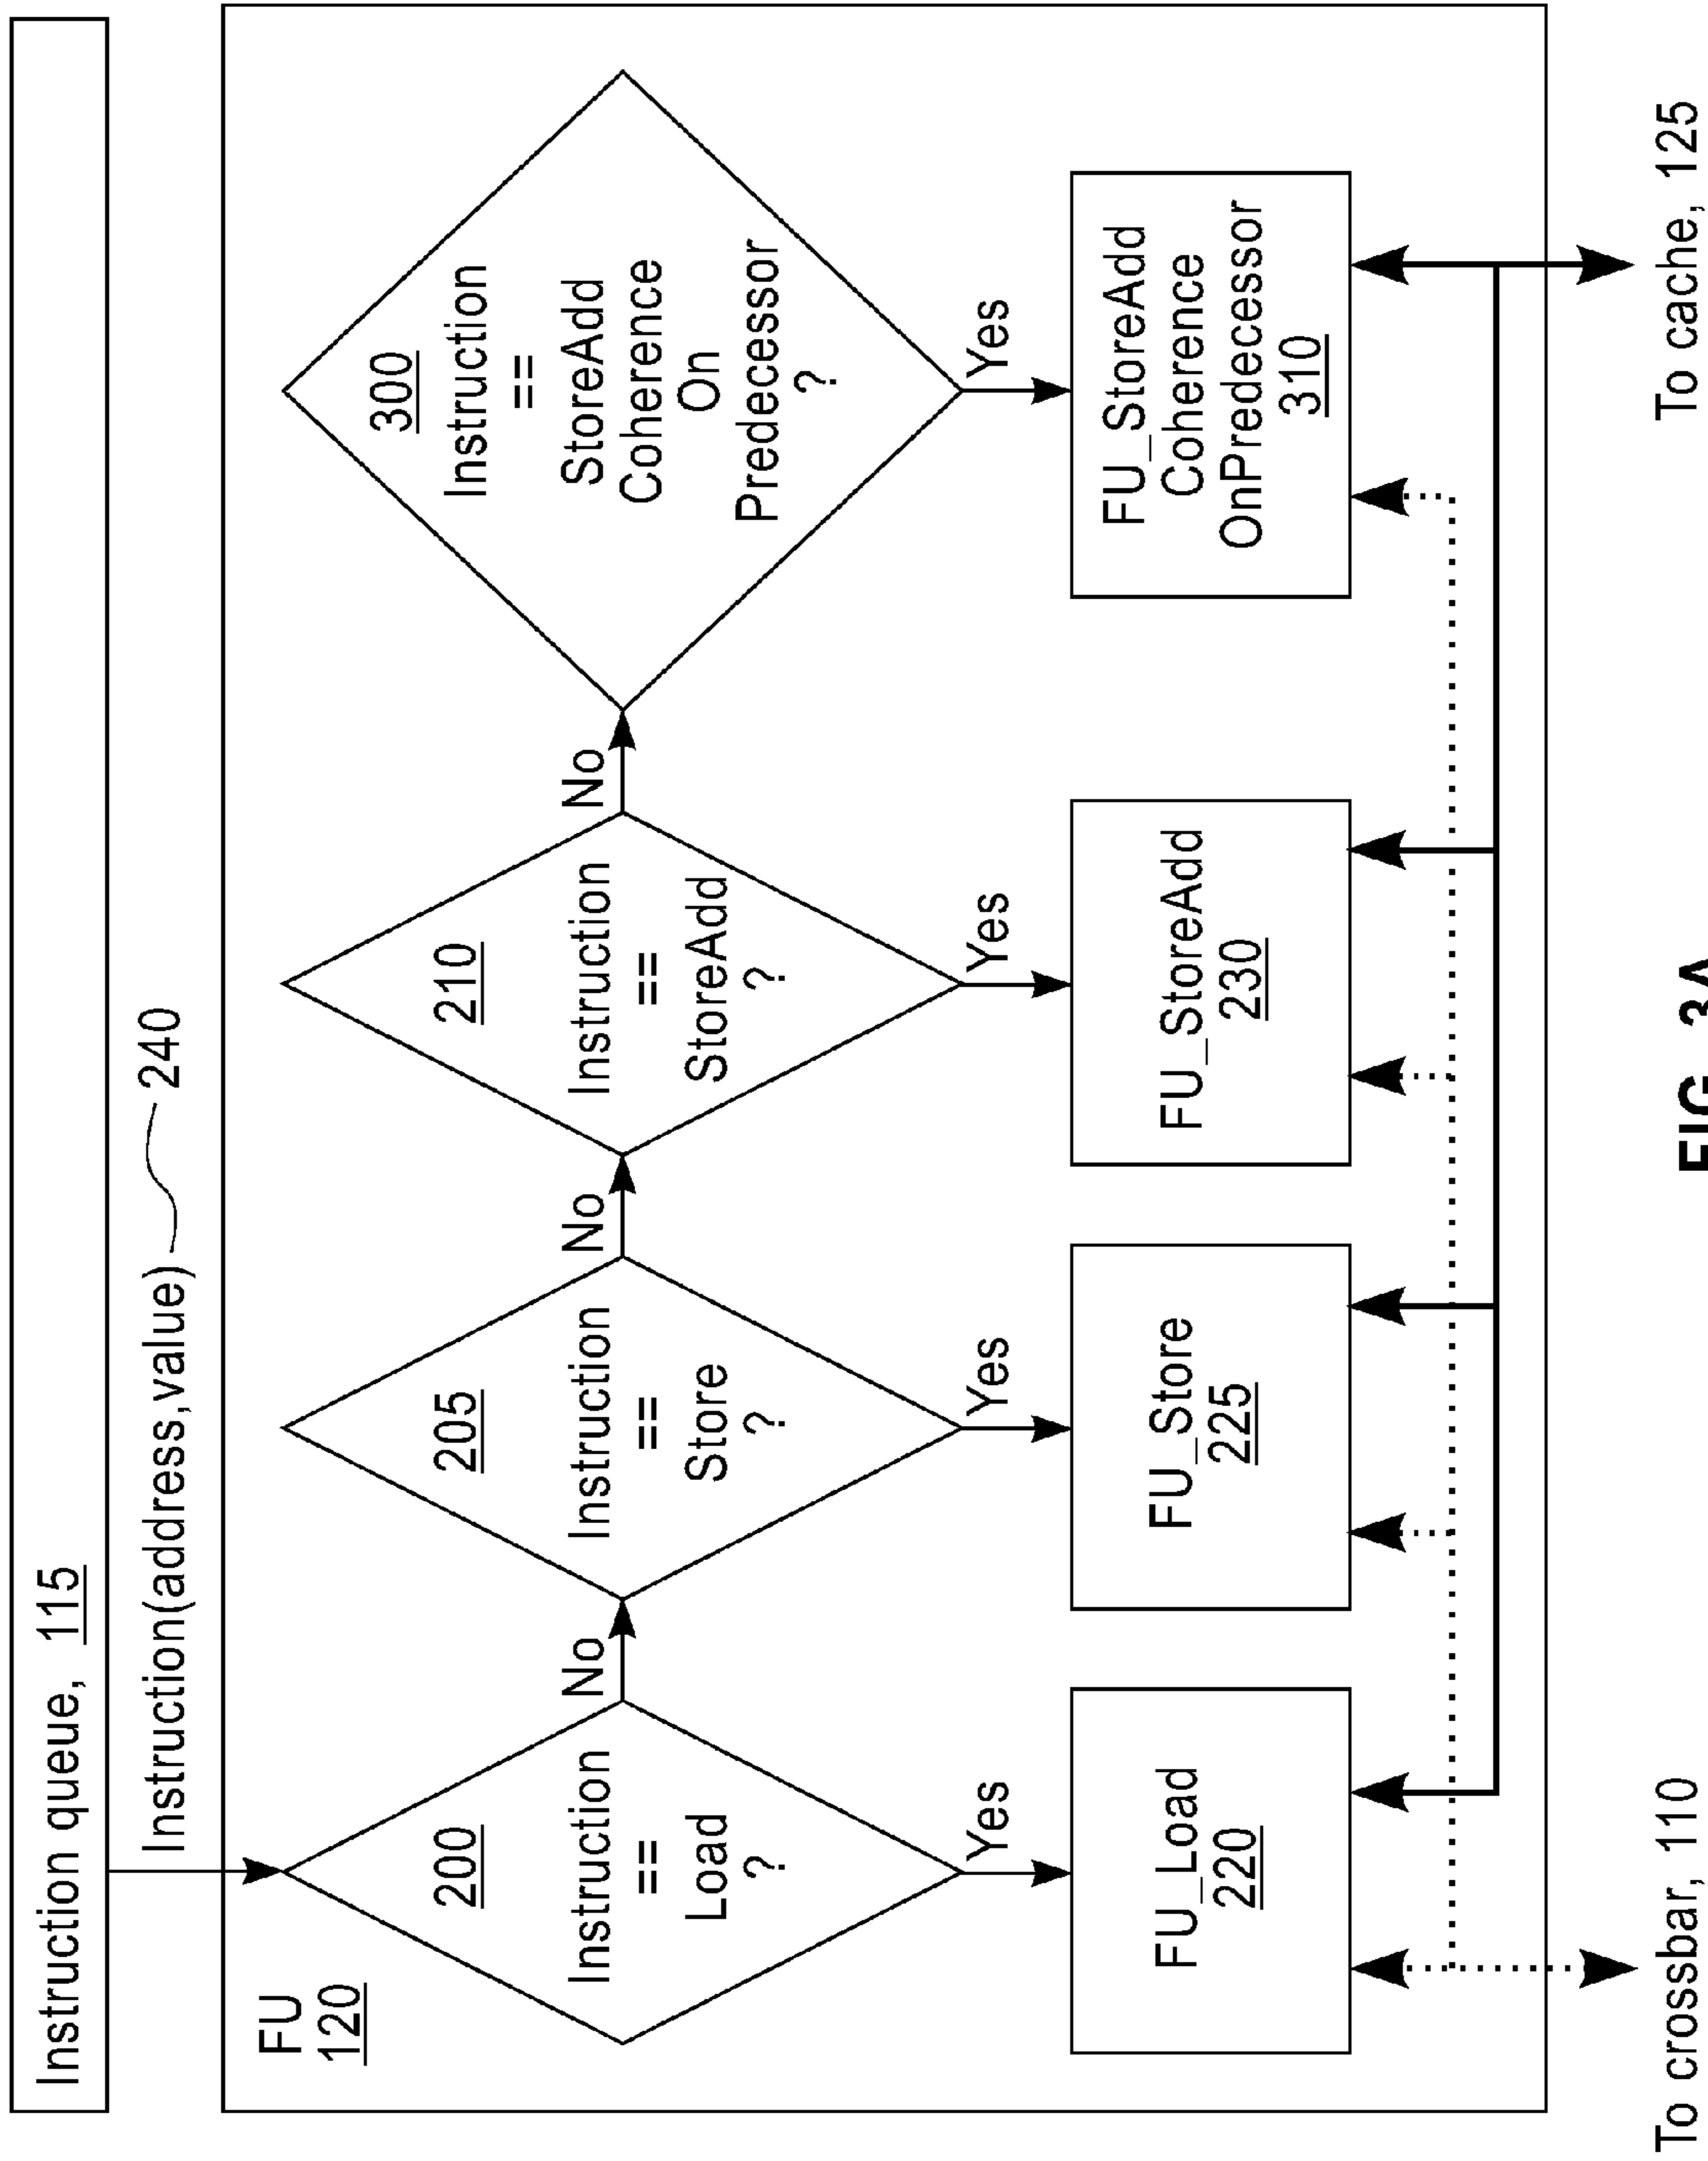 Instruction queue, 115
Instruction(address,value)
240
FU
120
200
Instruction
==
Load
?
No
Yes
205
Instruction
==
Store
?
No
Yes
210
Instruction
==
StoreAdd
?
No
Yes
300
Instruction
==
StoreAdd
Coherence
On
Predecessor
?
Yes
FU_Load
220
FU_Store
225
FU_StoreAdd
230
FU_StoreAdd
Coherence
OnPredecessor
310
To crossbar, 110
To cache, 125
FIG. 3A